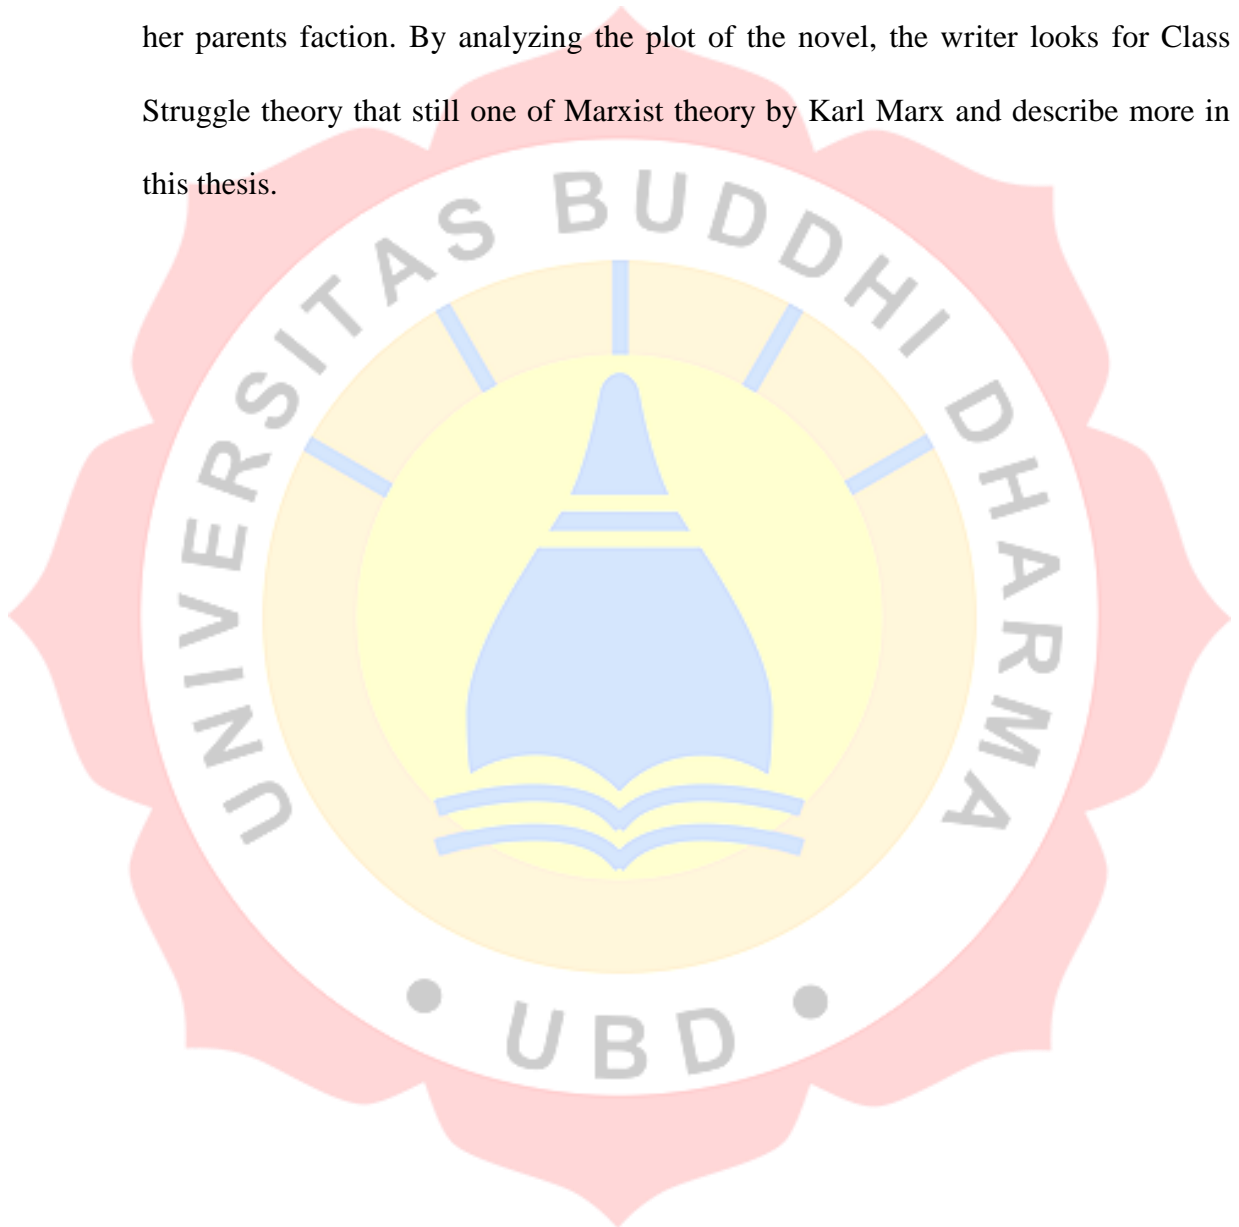 her parents faction. By analyzing the plot of the novel, the writer looks for Class
Struggle theory that still one of Marxist theory by Karl Marx and describe more in
this thesis.
UNIVERSITAS BUDDHI DHARMA
• UBD •